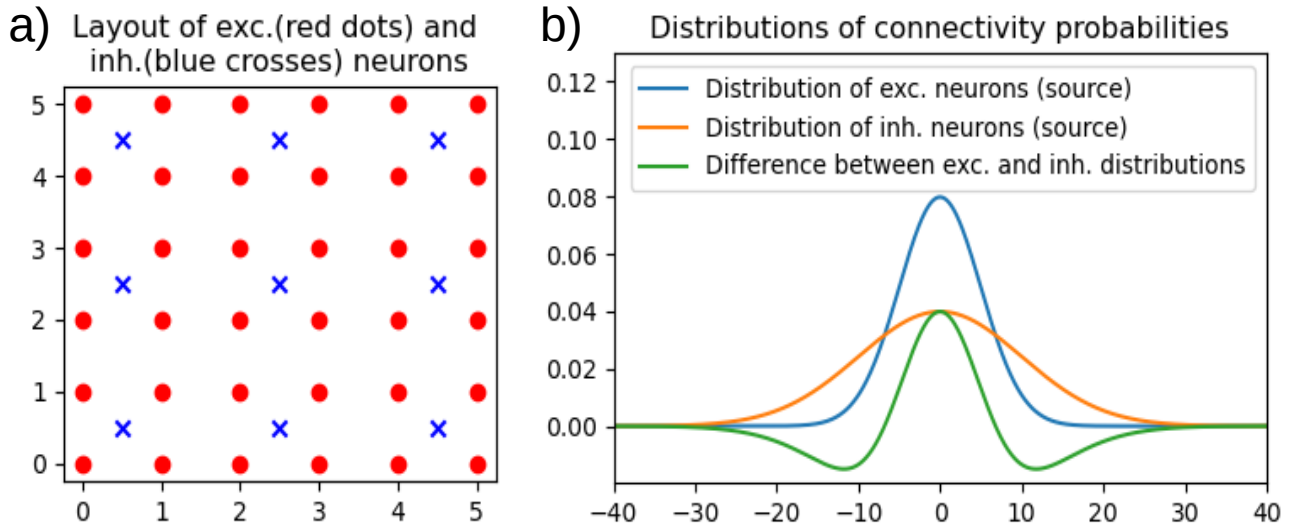 a)
Layout of exc.(red dots) and
inh.(blue crosses) neurons
5
4
3
2
1
0
0 1 2 3 4 5
b)
Distributions of connectivity probabilities
Distribution of exc. neurons (source)
Distribution of inh. neurons (source)
Difference between exc. and inh. distributions
0.12
0.10
0.08
0.06
0.04
0.02
0.00
−40 −30 −20 −10 0 10 20 30 40